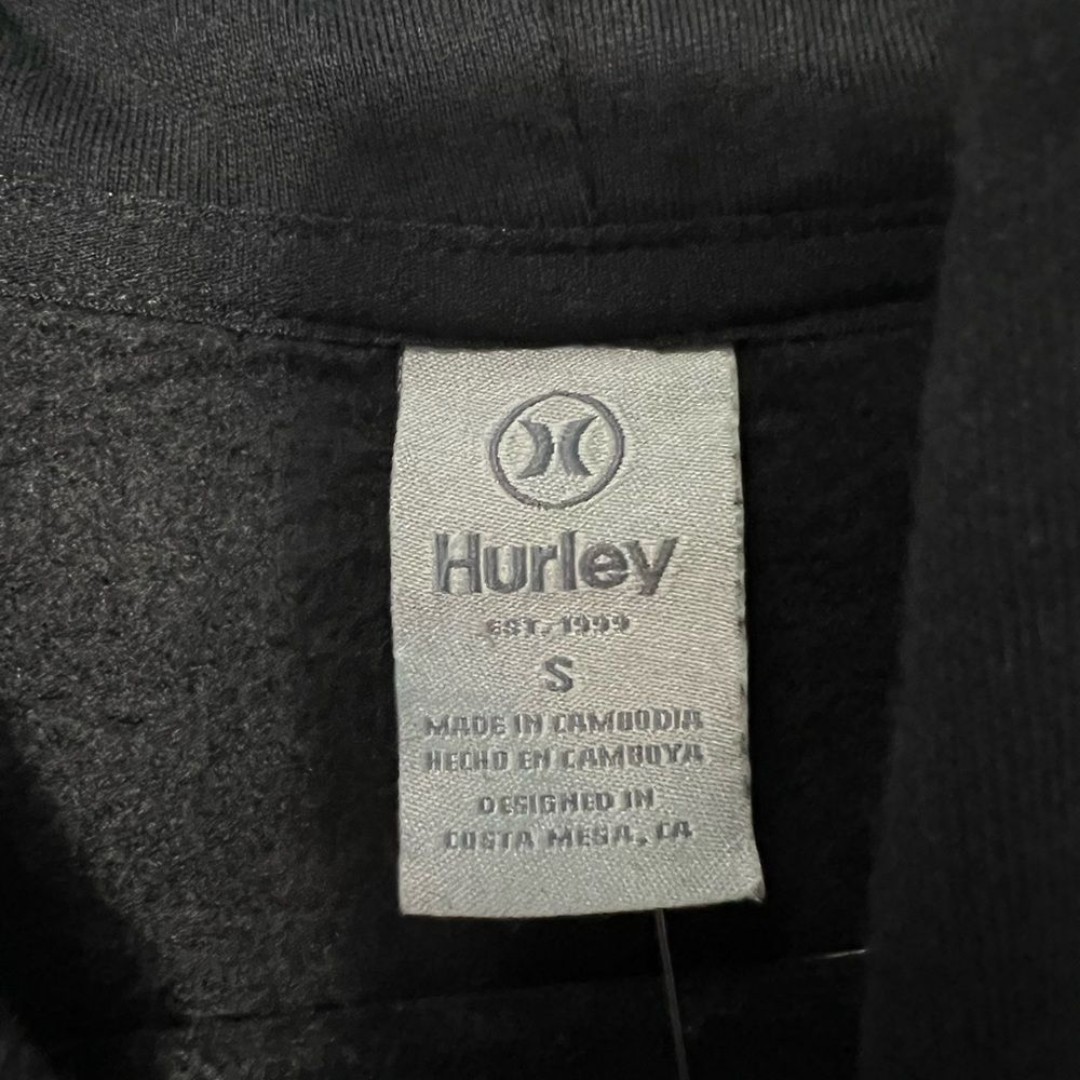 Hurley
EST. 1999
S
MADE IN CAMBODIA
HECHO EN CAMBOYA
DESIGNED IN
COSTA MESA, CA